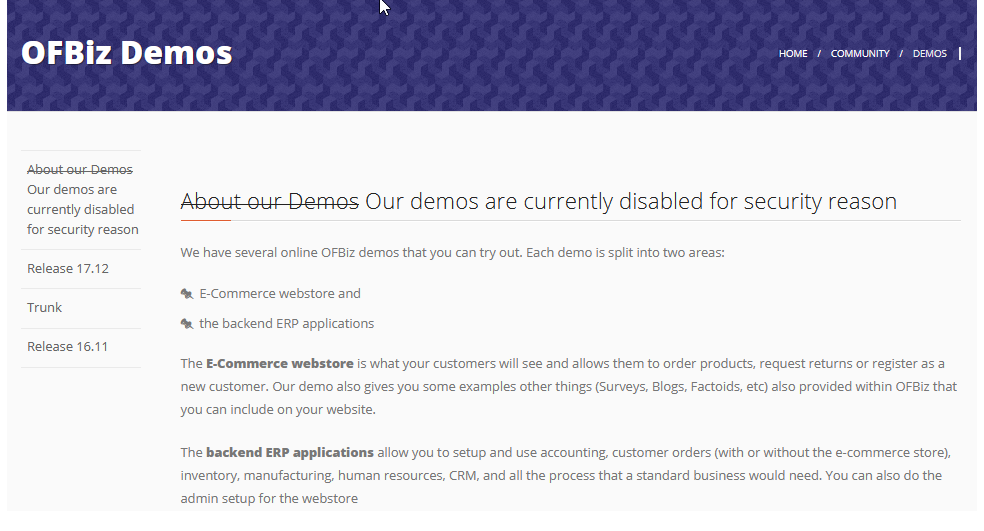 OFBiz Demos
HOME / COMMUNITY / DEMOS
About our Demos
Our demos are
currently disabled
for security reason
Release 17.12
Trunk
Release 16.11
About our Demos Our demos are currently disabled for security reason
We have several online OFBiz demos that you can try out. Each demo is split into two areas:
E-Commerce webstore and
the backend ERP applications
The E-Commerce webstore is what your customers will see and allows them to order products, request returns or register as a
new customer. Our demo also gives you some examples other things (Surveys, Blogs, Factoids, etc) also provided within OFBiz that
you can include on your website.
The backend ERP applications allow you to setup and use accounting, customer orders (with or without the e-commerce store),
inventory, manufacturing, human resources, CRM, and all the process that a standard business would need. You can also do the
admin setup for the webstore